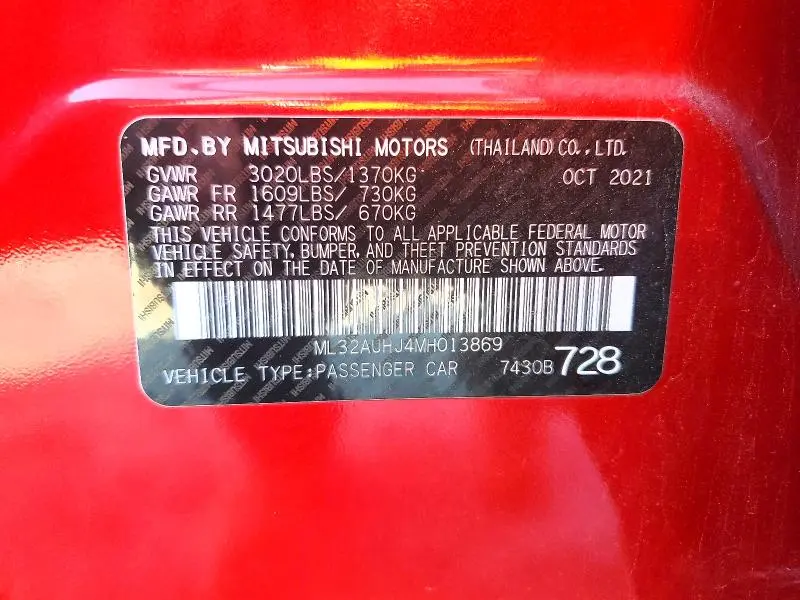 MFD.BY MITSUBISHI MOTORS (THAILAND)CO.,LTD.
GVWR 3020LBS/1370KG OCT 2021
GAWR FR 1609LBS/ 730KG
GAWR RR 1477LBS/ 670KG
THIS VEHICLE CONFORMS TO ALL APPLICABLE FEDERAL MOTOR
VEHICLE SAFETY, BUMPER, AND THEFT PREVENTION STANDARDS
IN EFFECT ON THE DATE OF MANUFACTURE SHOWN ABOVE.
ML32AUHJ4MH013869
VEHICLE TYPE:PASSENGER CAR 7430B 728